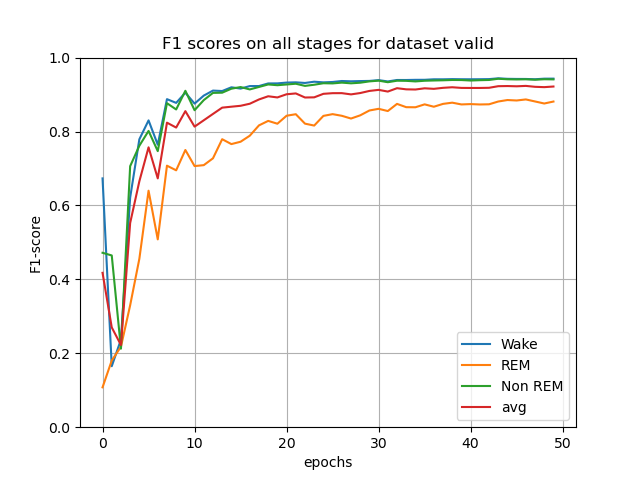 F1 scores on all stages for dataset valid
F1-score
1.0
0.8
0.6
0.4
0.2
0.0
0 10 20 30 40 50
epochs
Wake
REM
Non REM
avg